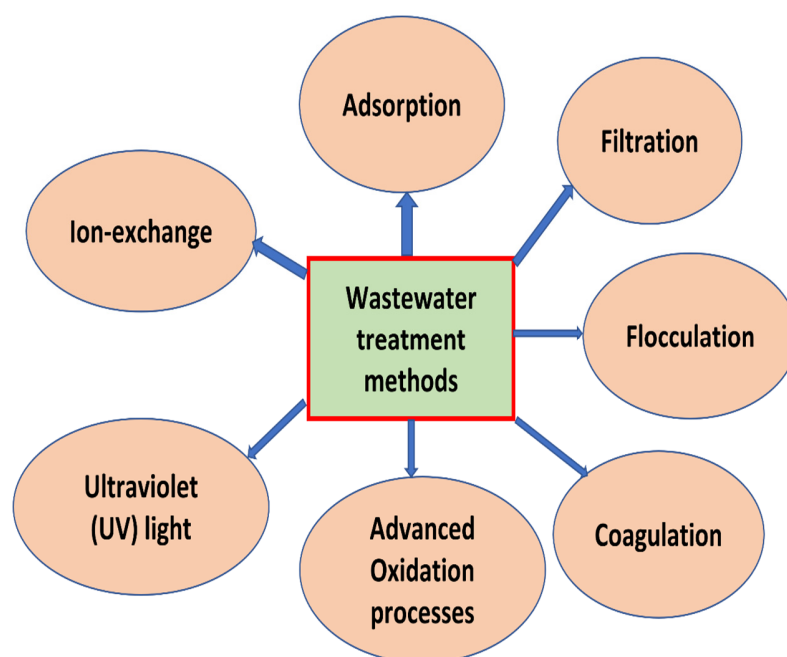 Adsorption
Filtration
Ion-exchange
Wastewater
treatment
methods
Flocculation
Ultraviolet
(UV) light
Advanced
Oxidation
processes
Coagulation